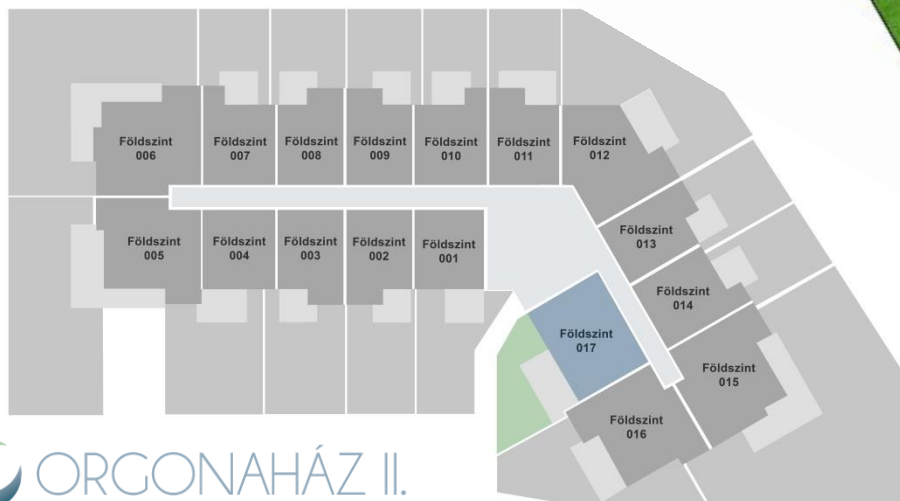 Földszint
006
Földszint
007
Földszint
008
Földszint
009
Földszint
010
Földszint
011
Földszint
012
Földszint
013
Földszint
014
Földszint
015
Földszint
016
Földszint
017
Földszint
005
Földszint
004
Földszint
003
Földszint
002
Földszint
001
ORGONAHÁZ II.